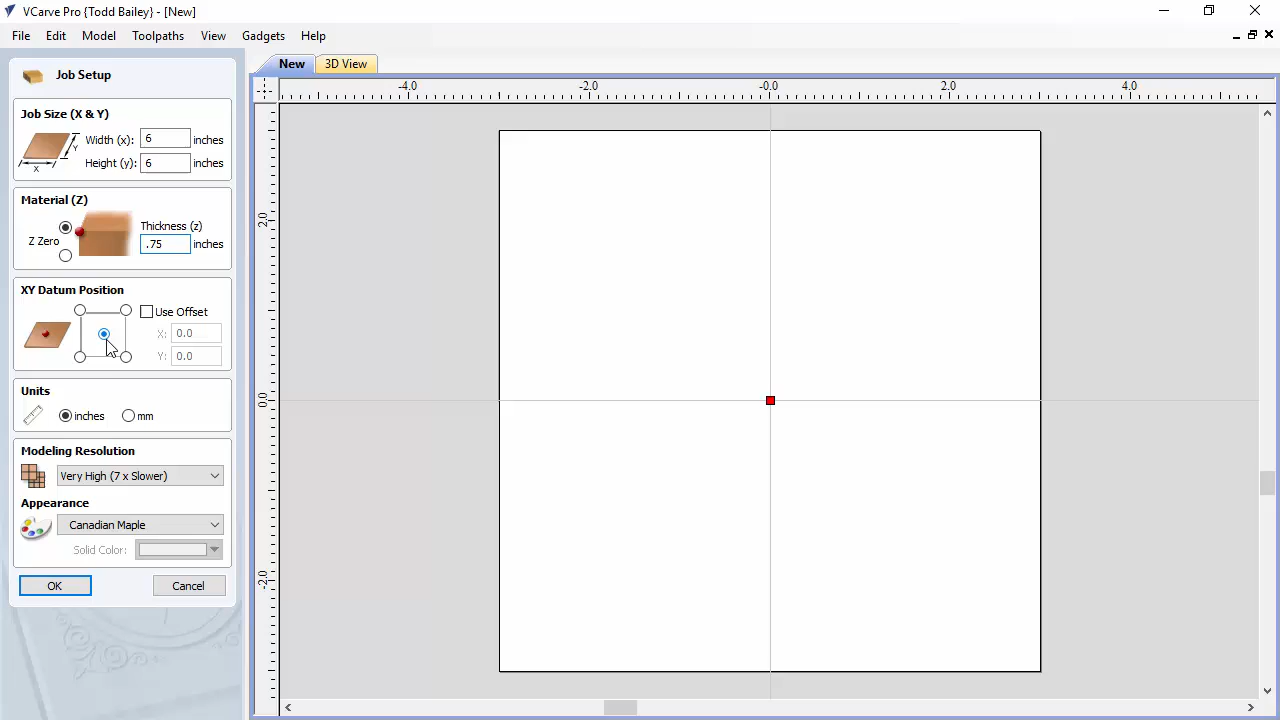 VCarve Pro {Todd Bailey} - [New]
File Edit Model Toolpaths View Gadgets Help
Job Setup
Job Size (X & Y)
Width (x): 6 inches
Height (y): 6 inches
Y
X
Material (Z)
Thickness (z)
Z Zero
.75 inches
XY Datum Position
Use Offset
X: 0.0
Y: 0.0
Units
inches mm
Modeling Resolution
Very High (7 x Slower)
Appearance
Canadian Maple
Solid Color:
OK Cancel
New 3D View
-4.0 -2.0 -0.0 2.0 4.0
2.0
0.0
-2.0